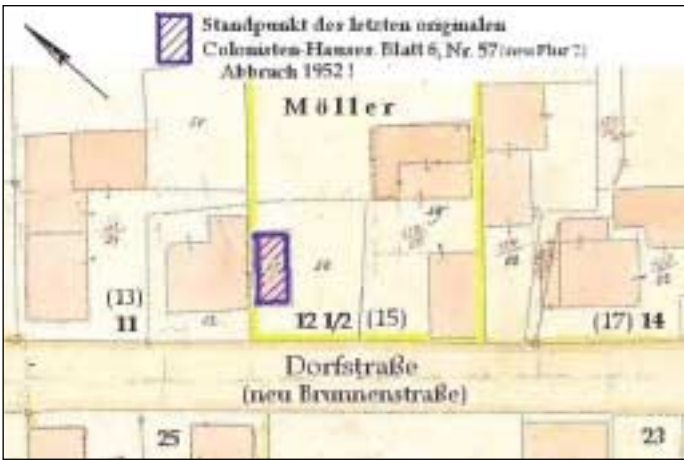 Standpunkt des letzten originalen
Colonisten-Hauses Blatt 6, Nr. 57 (neu Flur 7)
Abbruch 1952 !
Möller
(13)
11
12 1/2 (15)
(17) 14
Dorfstraße
(neu Brunnenstraße)
25
23